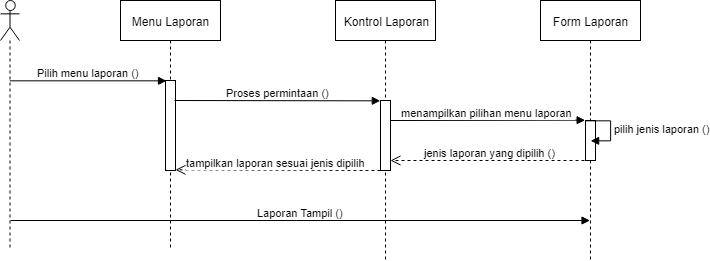 Menu Laporan
Kontrol Laporan
Form Laporan
Pilih menu laporan ()
Proses permintaan ()
menampilkan pilihan menu laporan
pilih jenis laporan ()
jenis laporan yang dipilih ()
tampilkan laporan sesuai jenis dipilih
Laporan Tampil ()